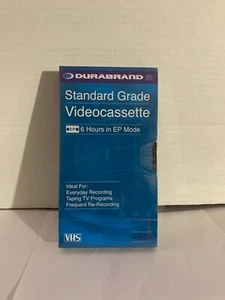 DURABRAND
Standard Grade
Videocassette
6 Hours in EP Mode
Ideal For:
Everyday Recording
Taping TV Programs
Frequent Re-Recording
VHS